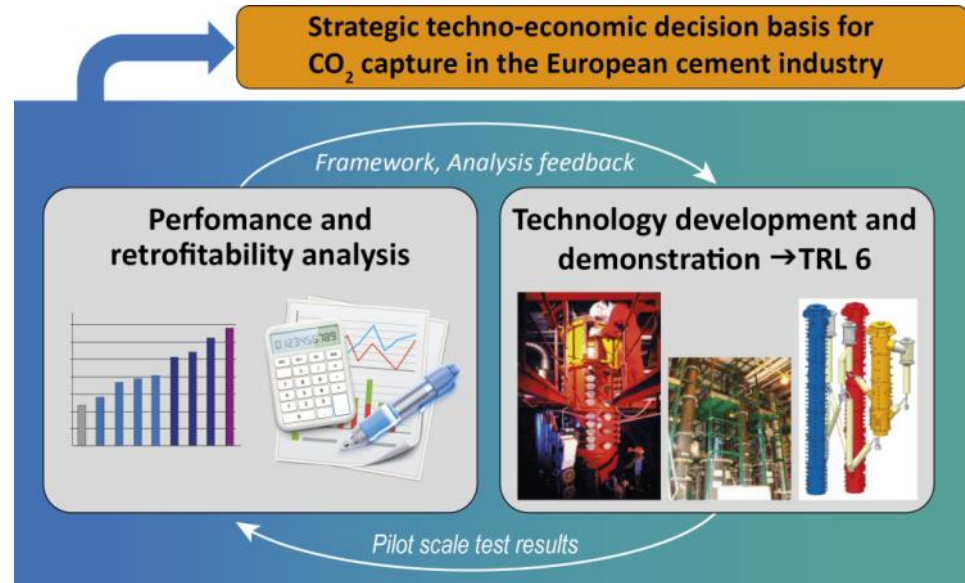 Strategic techno-economic decision basis for
CO₂ capture in the European cement industry
Framework, Analysis feedback
Perfomance and
retrofitability analysis
Technology development and
demonstration →TRL 6
Pilot scale test results